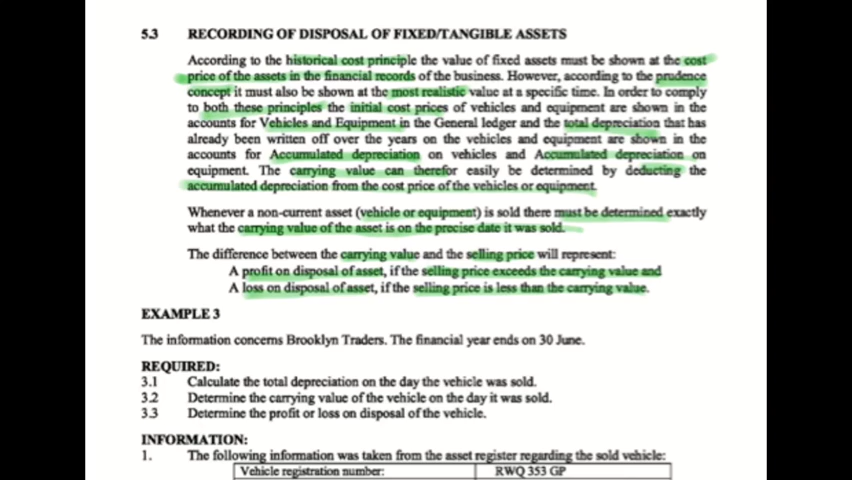 5.3 RECORDING OF DISPOSAL OF FIXED/TANGIBLE ASSETS
According to the historical cost principle the value of fixed assets must be shown at the cost
price of the assets in the financial records of the business. However, according to the prudence
concept it must also be shown at the most realistic value at a specific time. In order to comply
to both these principles the initial cost prices of vehicles and equipment are shown in the
accounts for Vehicles and Equipment in the General ledger and the total depreciation that has
already been written off over the years on the vehicles and equipment are shown in the
accounts for Accumulated depreciation on vehicles and Accumulated depreciation on
equipment. The carrying value can therefor easily be determined by deducting the
accumulated depreciation from the cost price of the vehicles or equipment.
Whenever a non-current asset (vehicle or equipment) is sold there must be determined exactly
what the carrying value of the asset is on the precise date it was sold.
The difference between the carrying value and the selling price will represent:
A profit on disposal of asset, if the selling price exceeds the carrying value and
A loss on disposal of asset, if the selling price is less than the carrying value.
EXAMPLE 3
The information concerns Brooklyn Traders. The financial year ends on 30 June.
REQUIRED:
3.1 Calculate the total depreciation on the day the vehicle was sold.
3.2 Determine the carrying value of the vehicle on the day it was sold.
3.3 Determine the profit or loss on disposal of the vehicle.
INFORMATION:
1. The following information was taken from the asset register regarding the sold vehicle:
Vehicle registration number: RWQ 353 GP